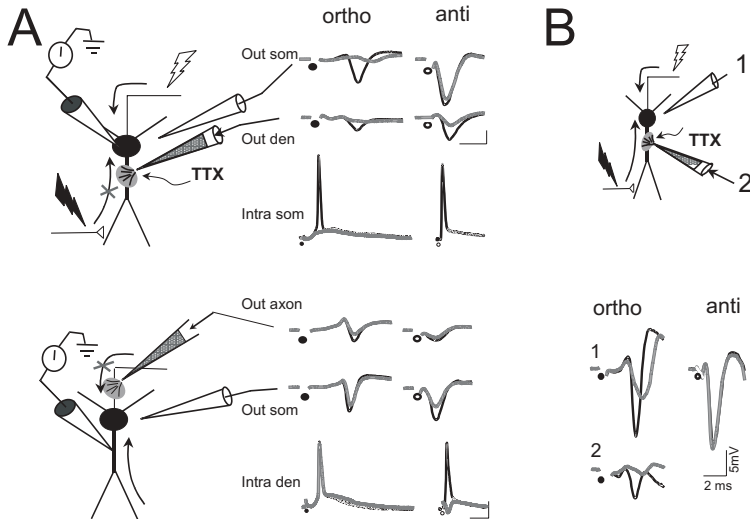 A
ortho
anti
Out som
Out den
TTX
Intra som
Out axon
Out som
Intra den
B
1
TTX
2
ortho
anti
1
2
5mV
2 ms